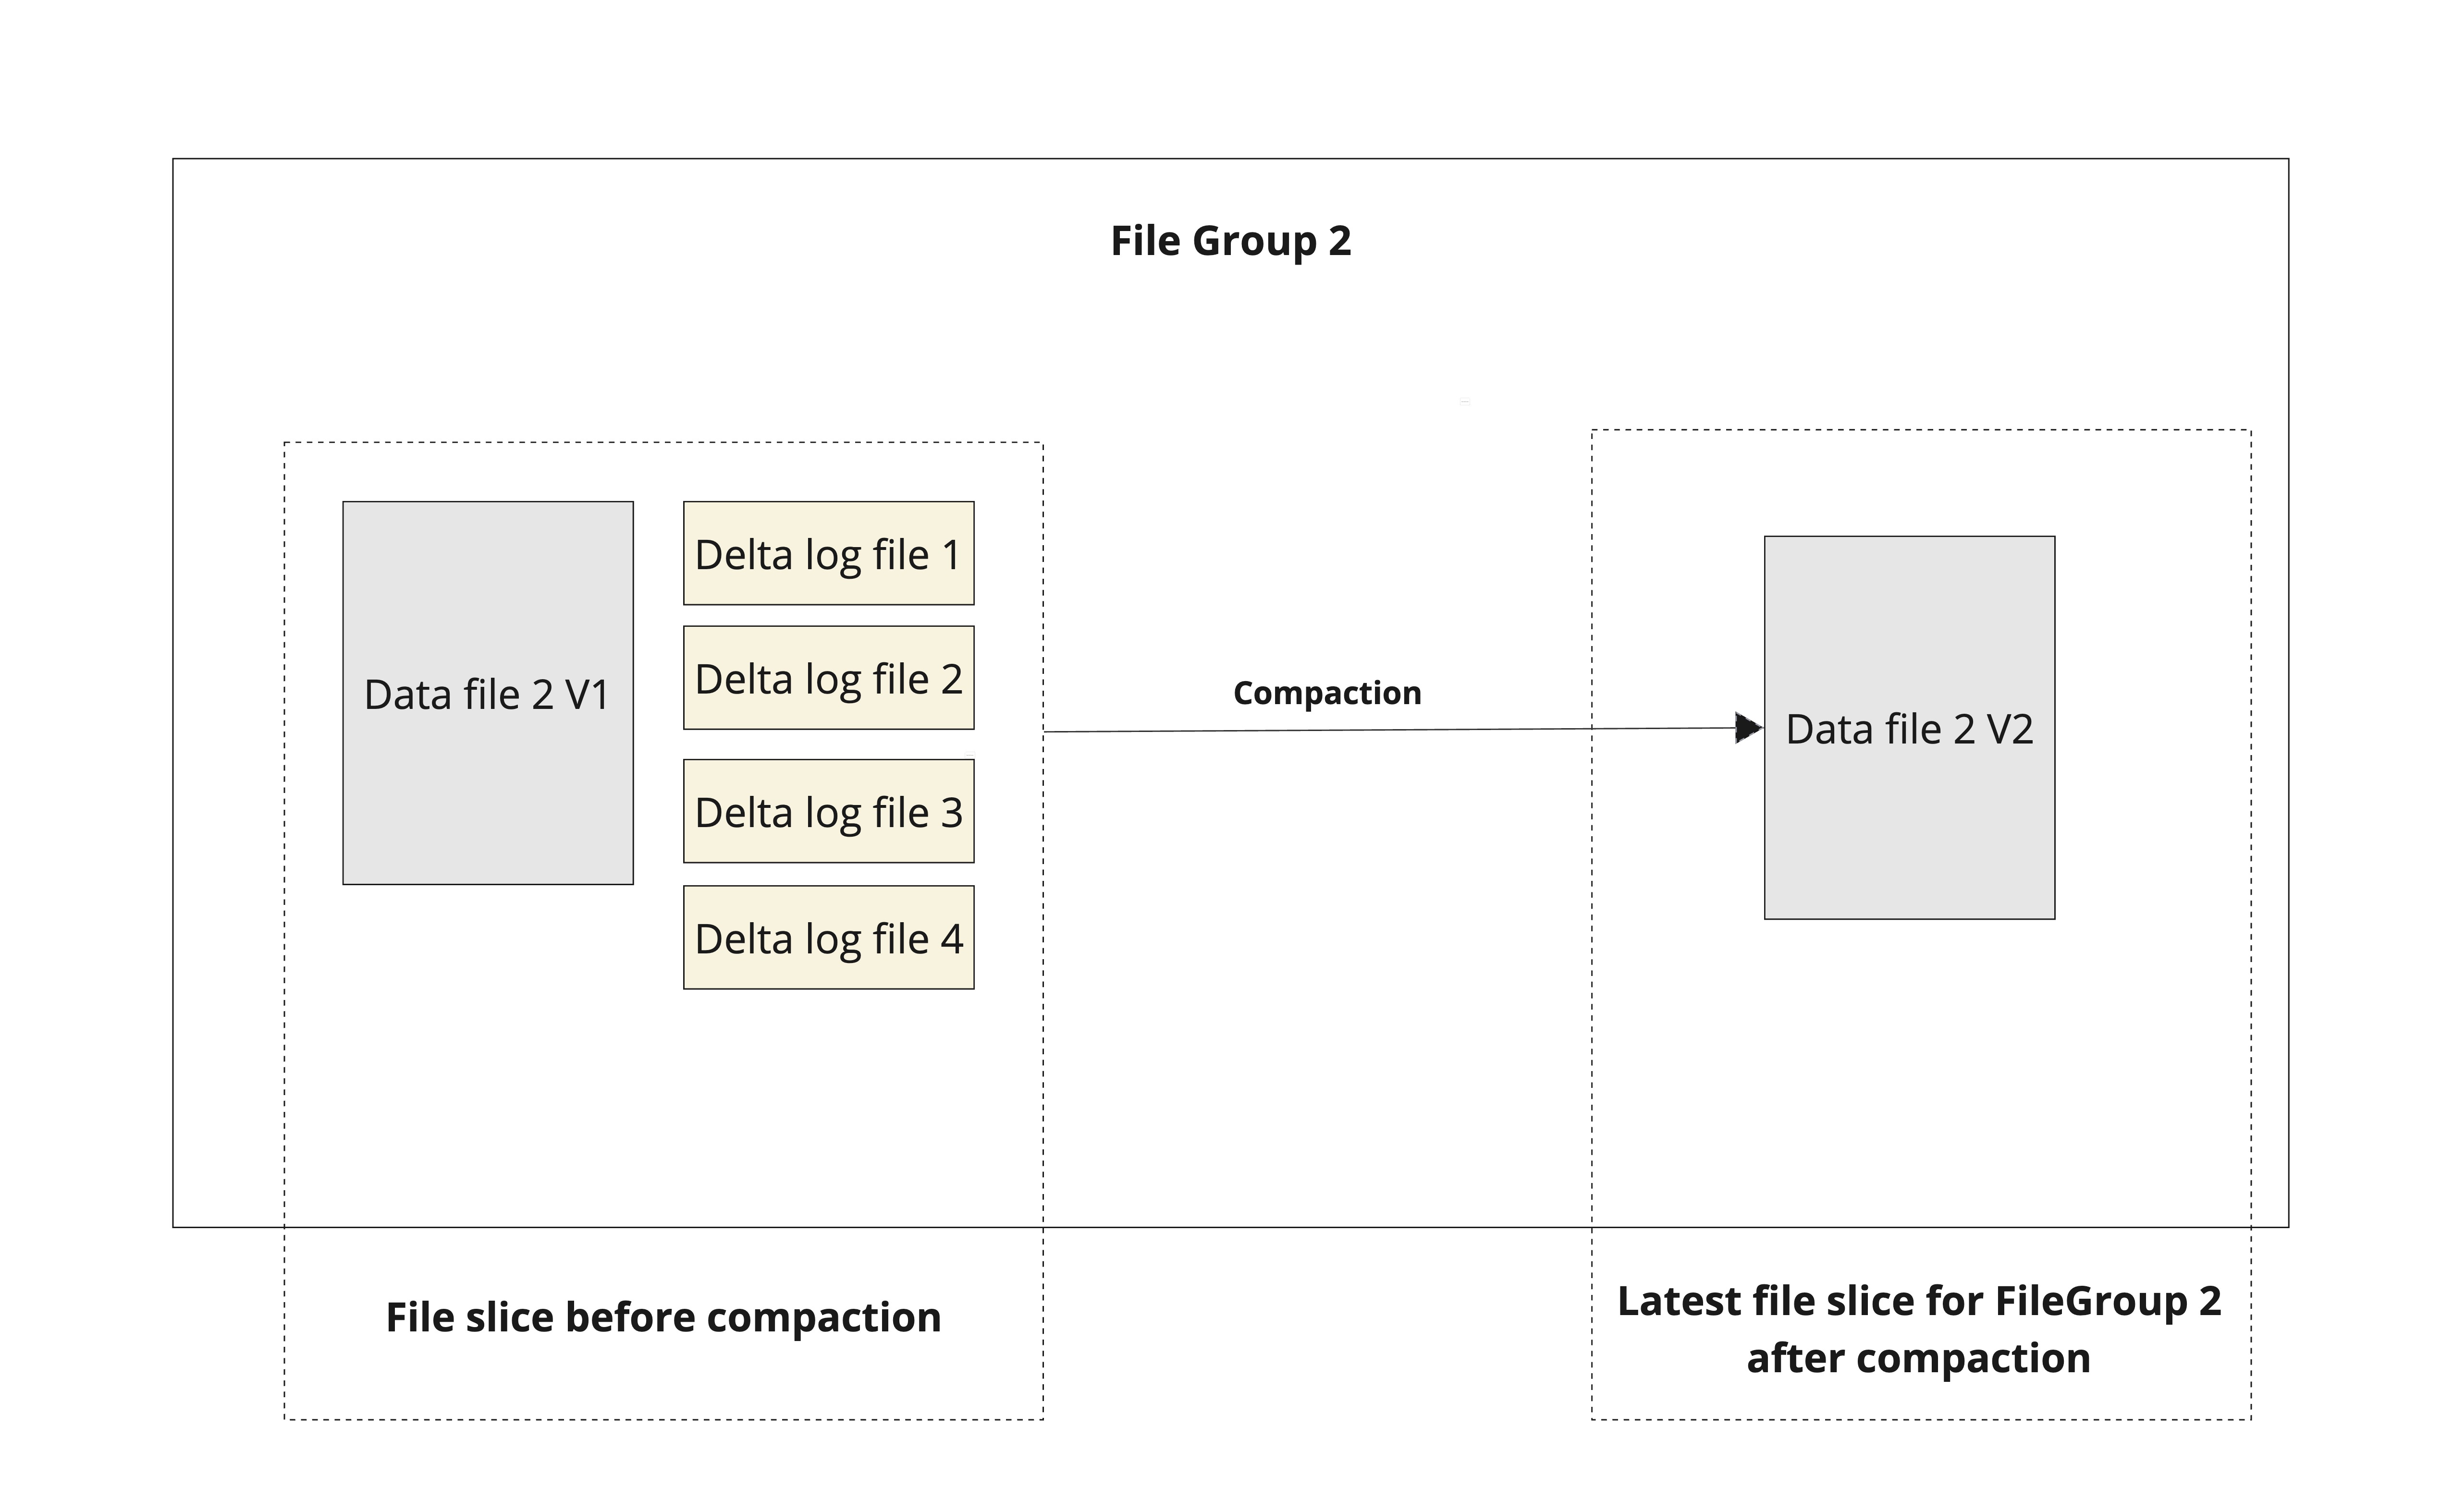 File Group 2
Data file 2 V1
Delta log file 1
Delta log file 2
Delta log file 3
Delta log file 4
Compaction
Data file 2 V2
File slice before compaction
Latest file slice for FileGroup 2
after compaction